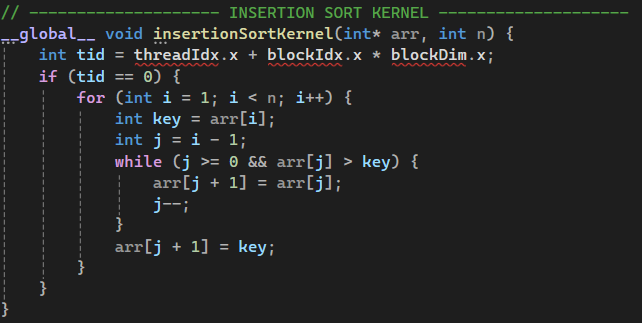 // -------------------- INSERTION SORT KERNEL --------------------
__global__ void insertionSortKernel(int* arr, int n) {
    int tid = threadIdx.x + blockIdx.x * blockDim.x;
    if (tid == 0) {
        for (int i = 1; i < n; i++) {
            int key = arr[i];
            int j = i - 1;
            while (j >= 0 && arr[j] > key) {
                arr[j + 1] = arr[j];
                j--;
            }
            arr[j + 1] = key;
        }
    }
}